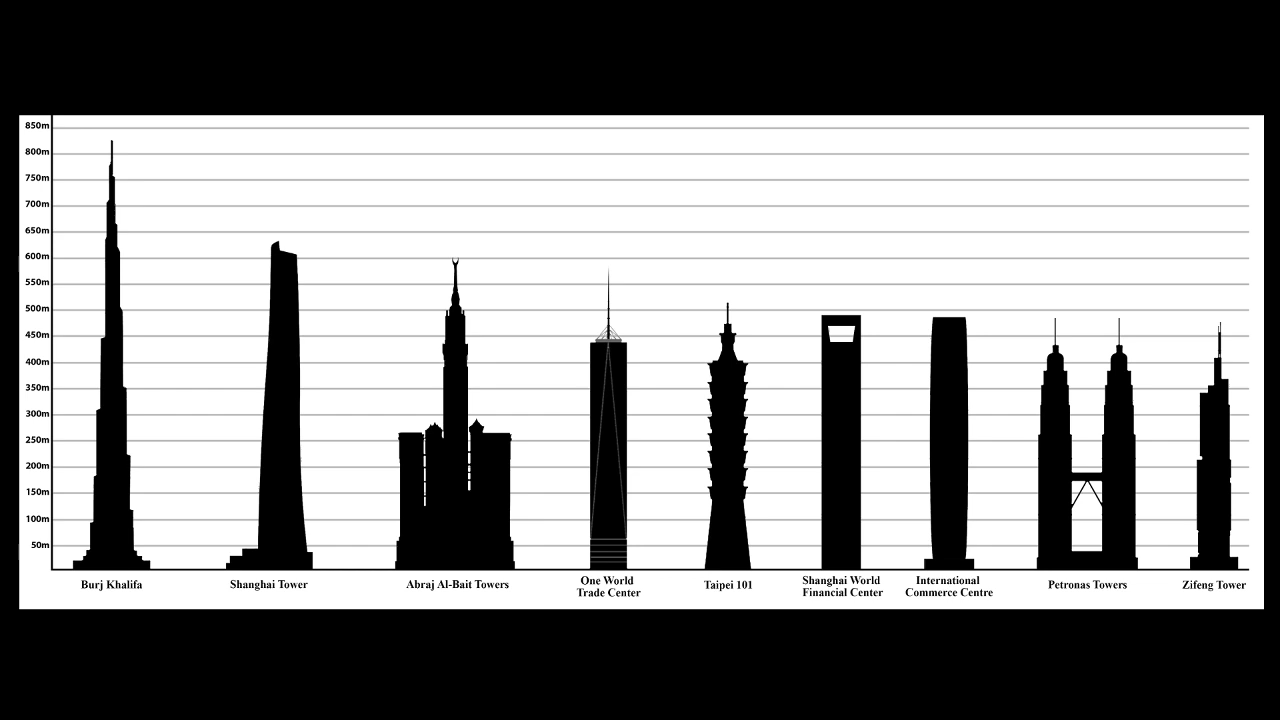 850m
800m
750m
700m
650m
600m
550m
500m
450m
400m
350m
300m
250m
200m
150m
100m
50m
Burj Khalifa
Shanghai Tower
Abraj Al-Bait Towers
One World
Trade Center
Taipei 101
Shanghai World
Financial Center
International
Commerce Centre
Petronas Towers
Zifeng Tower